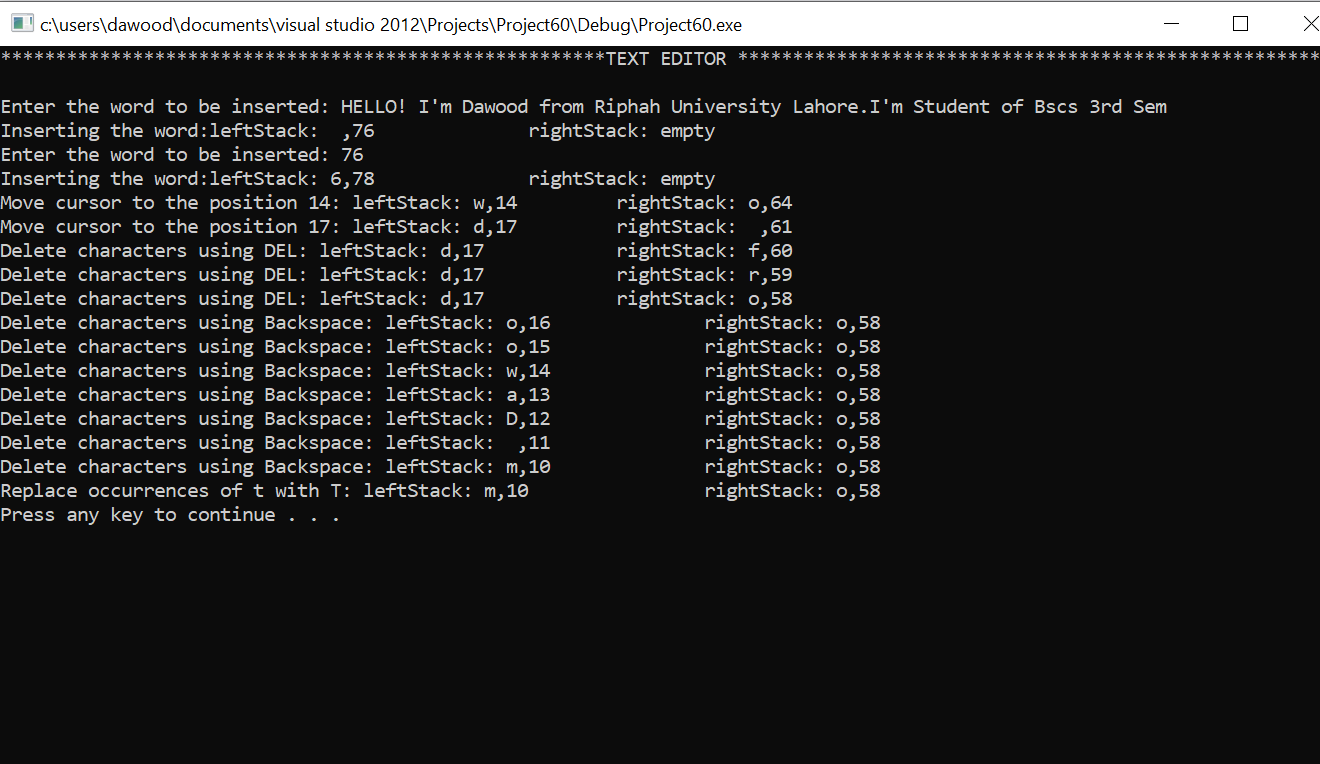 c:\users\dawood\documents\visual studio 2012\Projects\Project60\Debug\Project60.exe
*******************************************************TEXT EDITOR *****************************************************
Enter the word to be inserted: HELLO! I'm Dawood from Riphah University Lahore.I'm Student of Bscs 3rd Sem
Inserting the word:leftStack:  ,76              rightStack: empty
Enter the word to be inserted: 76
Inserting the word:leftStack: 6,78              rightStack: empty
Move cursor to the position 14: leftStack: w,14         rightStack: o,64
Move cursor to the position 17: leftStack: d,17         rightStack:  ,61
Delete characters using DEL: leftStack: d,17            rightStack: f,60
Delete characters using DEL: leftStack: d,17            rightStack: r,59
Delete characters using DEL: leftStack: d,17            rightStack: o,58
Delete characters using Backspace: leftStack: o,16              rightStack: o,58
Delete characters using Backspace: leftStack: o,15              rightStack: o,58
Delete characters using Backspace: leftStack: w,14              rightStack: o,58
Delete characters using Backspace: leftStack: a,13              rightStack: o,58
Delete characters using Backspace: leftStack: D,12              rightStack: o,58
Delete characters using Backspace: leftStack:  ,11              rightStack: o,58
Delete characters using Backspace: leftStack: m,10              rightStack: o,58
Replace occurrences of t with T: leftStack: m,10                rightStack: o,58
Press any key to continue . . .